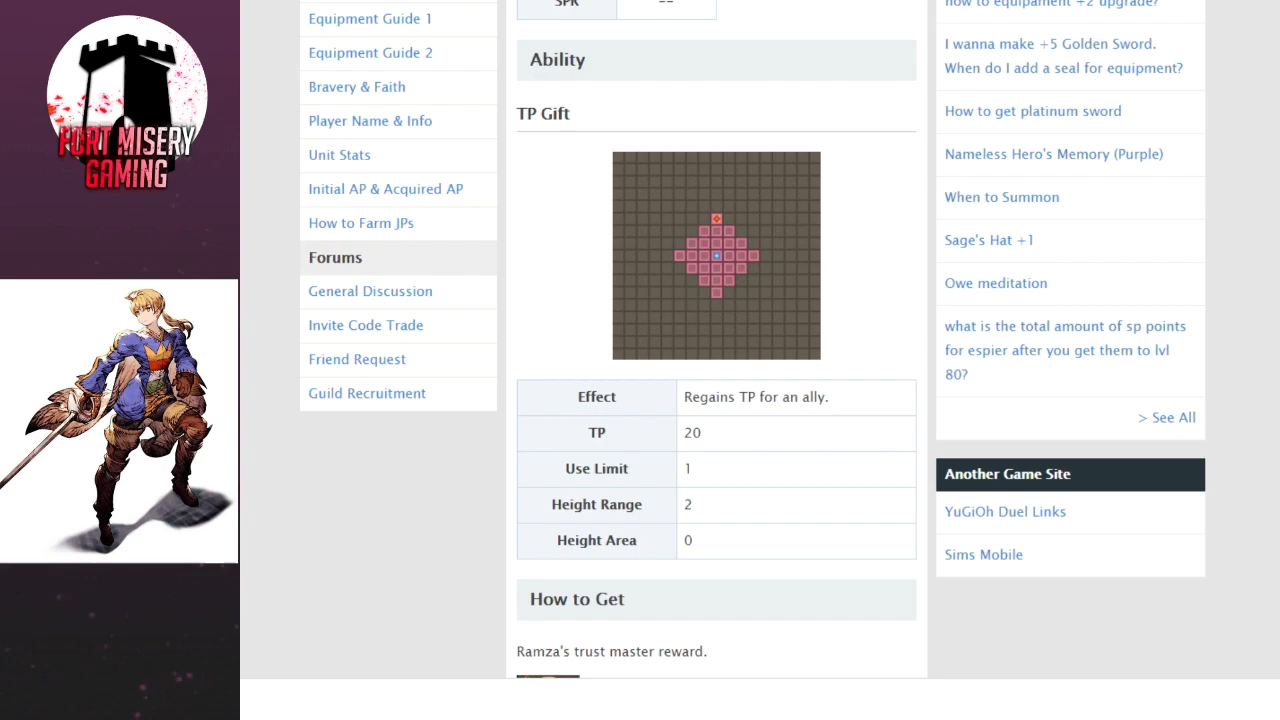 FORT MISERY
GAMING
Equipment Guide 1
Equipment Guide 2
Bravery & Faith
Player Name & Info
Unit Stats
Initial AP & Acquired AP
How to Farm JPs
Forums
General Discussion
Invite Code Trade
Friend Request
Guild Recruitment
SPR --
Ability
TP Gift
Effect Regains TP for an ally.
TP 20
Use Limit 1
Height Range 2
Height Area 0
How to Get
Ramza's trust master reward.
how to equipament +2 upgrade?
I wanna make +5 Golden Sword.
When do I add a seal for equipment?
How to get platinum sword
Nameless Hero's Memory (Purple)
When to Summon
Sage's Hat +1
Owe meditation
what is the total amount of sp points
for espier after you get them to lvl
80?
> See All
Another Game Site
YuGiOh Duel Links
Sims Mobile